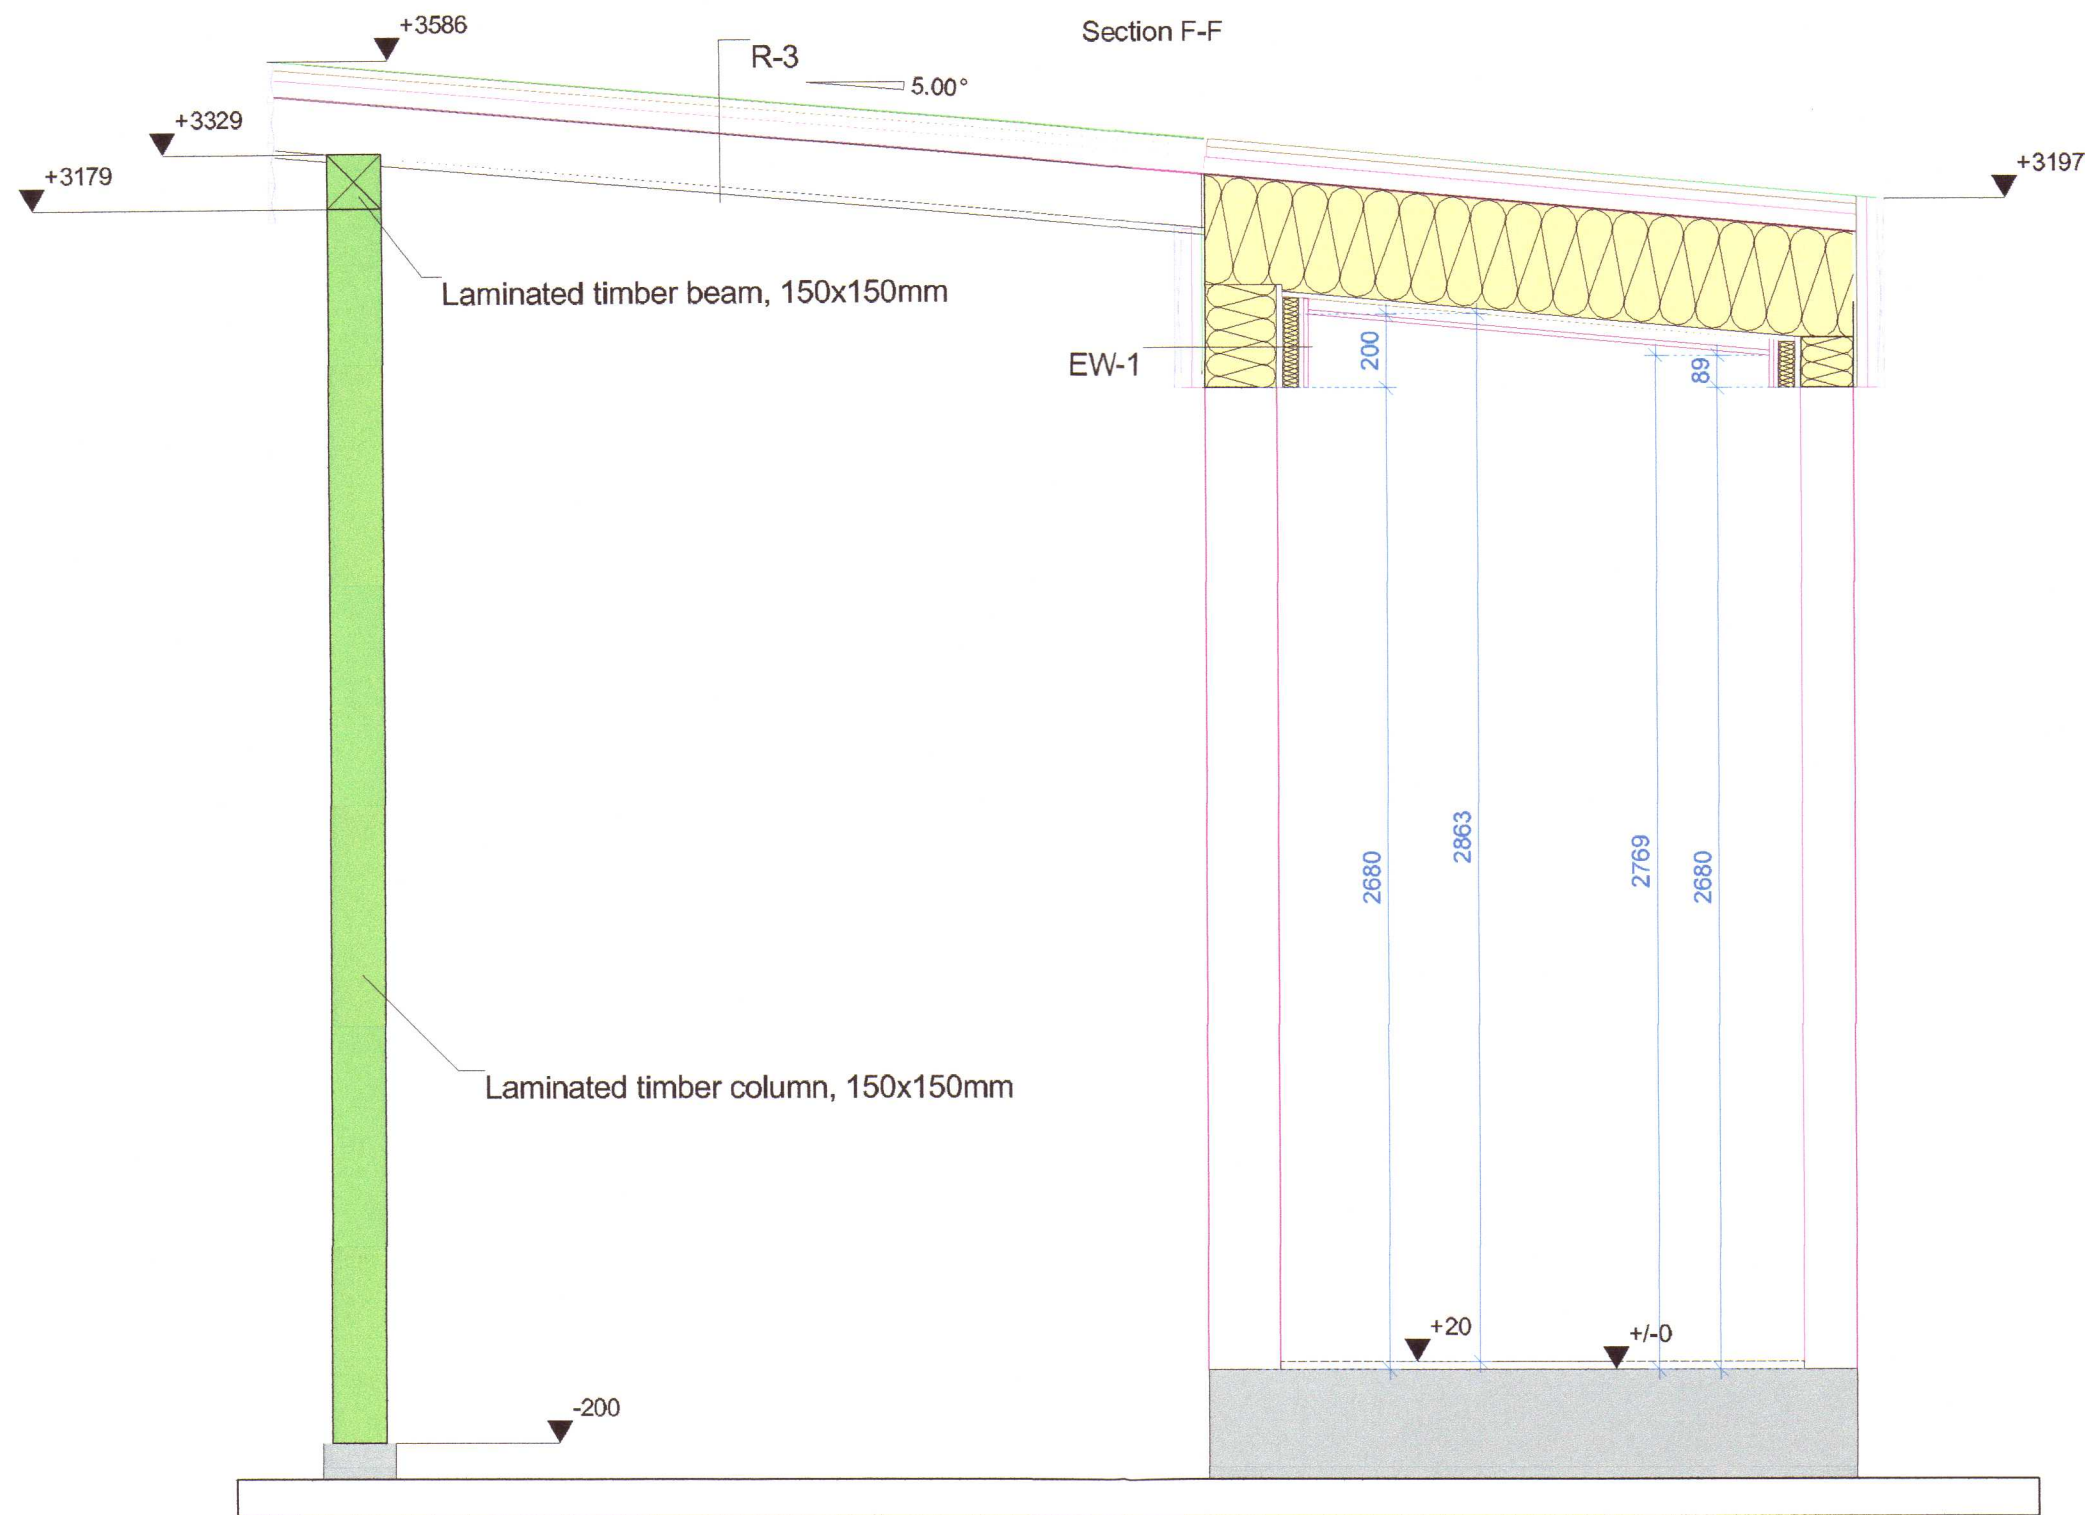 Section F-F
+3586
R-3
5.00°
+3329
+3179
+3197
Laminated timber beam, 150x150mm
EW-1
200
89
2680
2863
2769
2680
Laminated timber column, 150x150mm
+20
+/-0
-200